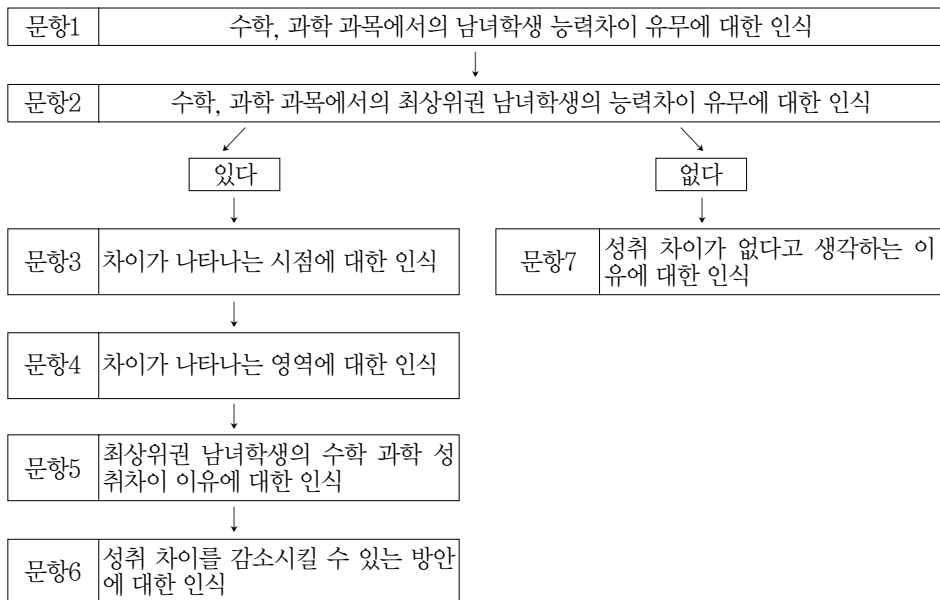 문항1 수학, 과학 과목에서의 남녀학생 능력차이 유무에 대한 인식
문항2 수학, 과학 과목에서의 최상위권 남녀학생의 능력차이 유무에 대한 인식
있다
없다
문항3 차이가 나타나는 시점에 대한 인식
문항7 성취 차이가 없다고 생각하는 이
유에 대한 인식
문항4 차이가 나타나는 영역에 대한 인식
문항5 최상위권 남녀학생의 수학 과학 성
취차이 이유에 대한 인식
문항6 성취 차이를 감소시킬 수 있는 방안
에 대한 인식